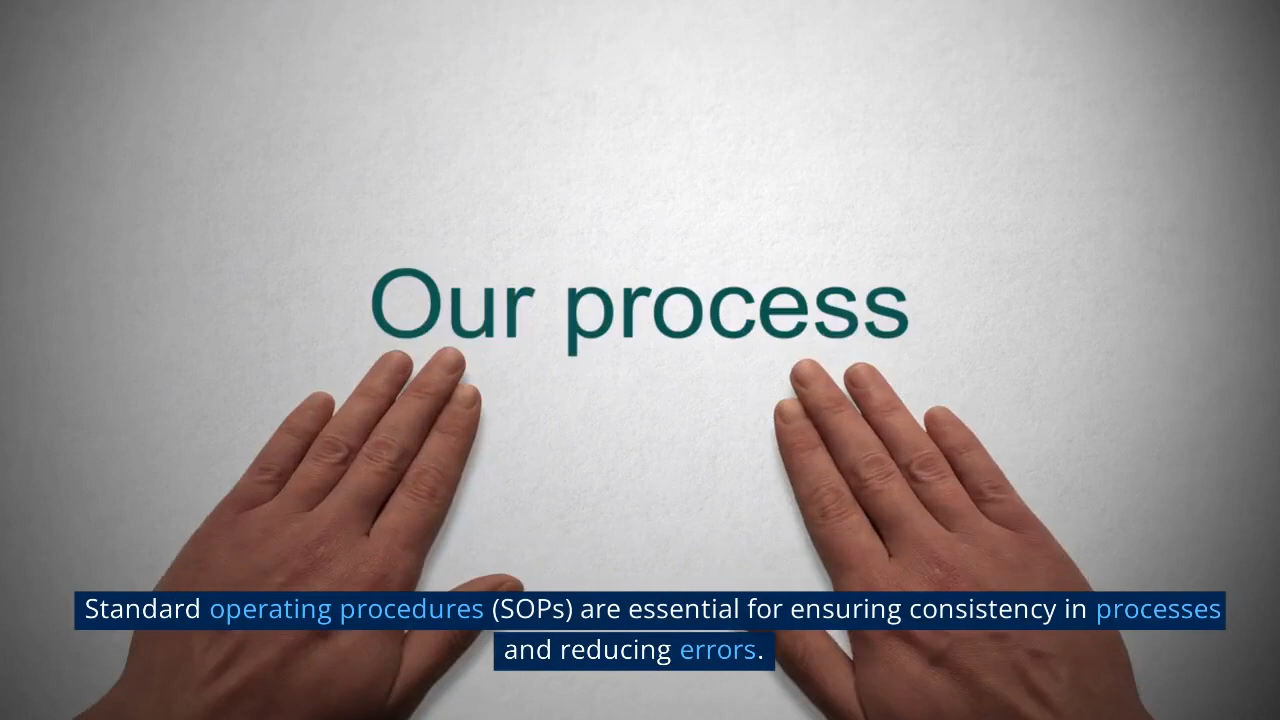 Our process
Standard operating procedures (SOPs) are essential for ensuring consistency in processes
and reducing errors.